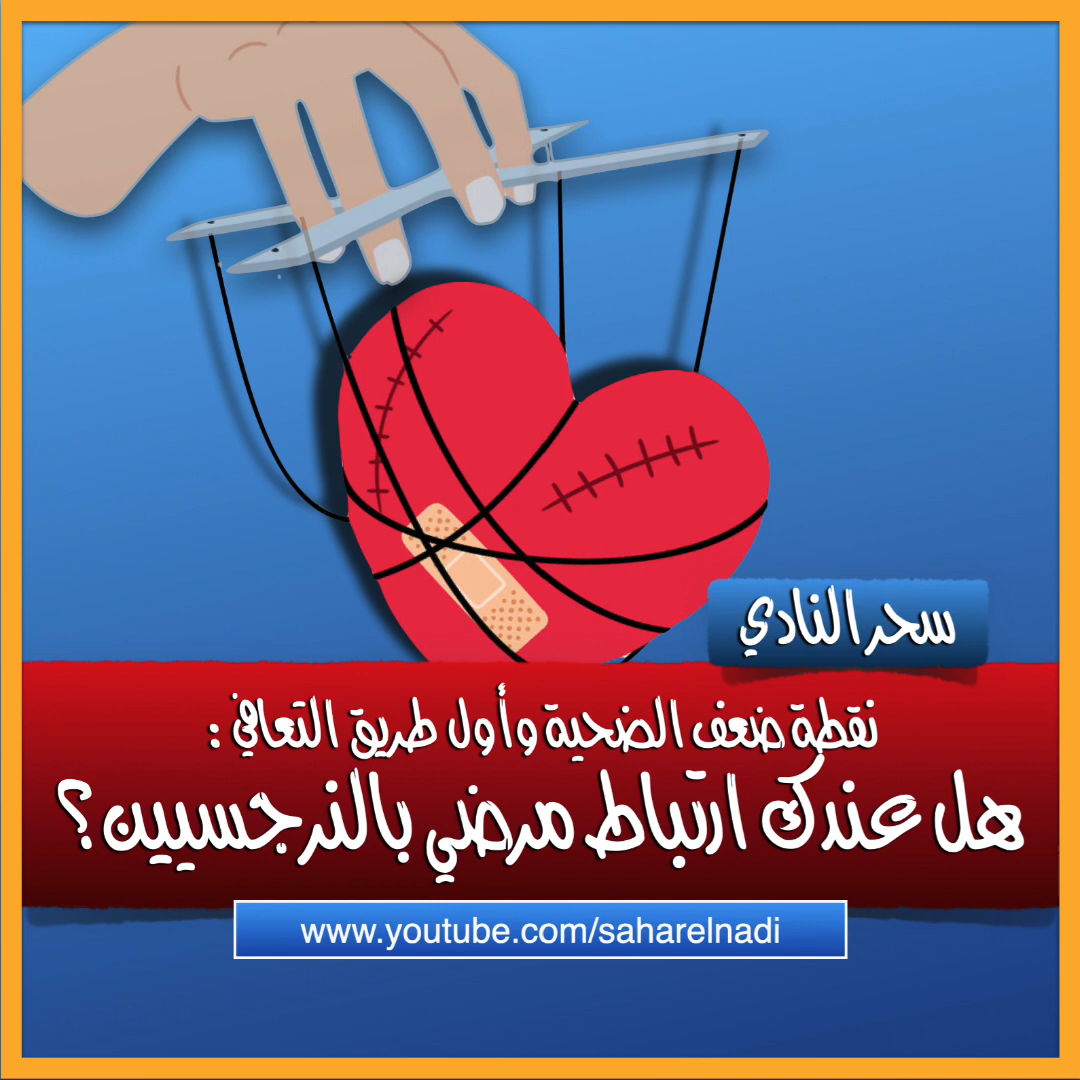 سحر النادي
نقطة ضعف الضحية وأول طريق التعافي :
هل عندك ارتباط مرضي بالنرجسيين؟
www.youtube.com/saharelnadi